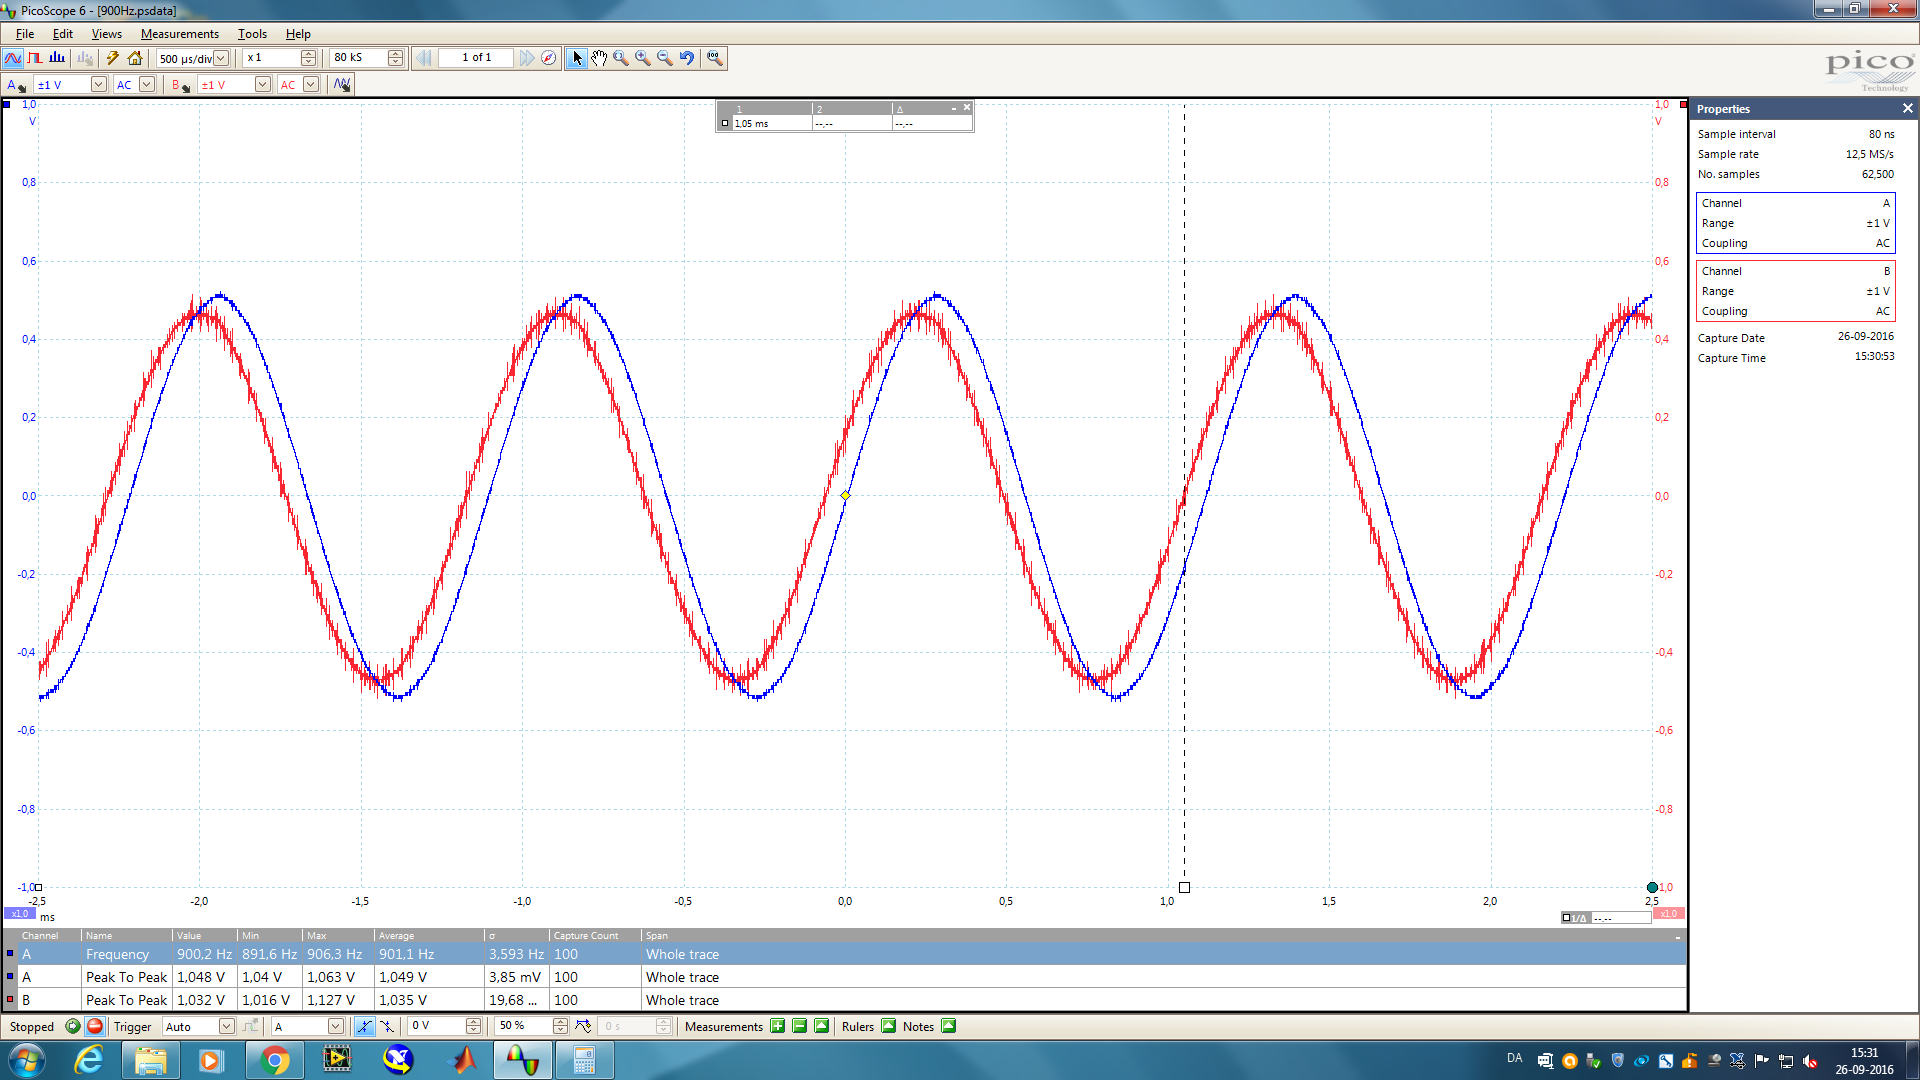 PicoScope 6 - [900Hz.psdata]
File Edit Views Measurements Tools Help
500 µs/div x 1 80 kS 1 of 1
A ±1 V AC B ±1 V AC
pico
Technology
1 2 Δ
1,05 ms --,-- --,--
1,0 1,0
V V
0,8 0,8
0,6 0,6
0,4 0,4
0,2 0,2
0,0 0,0
-0,2 -0,2
-0,4 -0,4
-0,6 -0,6
-0,8 -0,8
-1,0 -1,0
-2,5 -2,0 -1,5 -1,0 -0,5 0,0 0,5 1,0 1,5 2,0 2,5
x1,0 ms 1/Δ --,-- x1,0
Properties
Sample interval 80 ns
Sample rate 12,5 MS/s
No. samples 62,500
Channel A
Range ±1 V
Coupling AC
Channel B
Range ±1 V
Coupling AC
Capture Date 26-09-2016
Capture Time 15:30:53
Channel Name Value Min Max Average σ Capture Count Span
A Frequency 900,2 Hz 891,6 Hz 906,3 Hz 901,1 Hz 3,593 Hz 100 Whole trace
A Peak To Peak 1,048 V 1,04 V 1,063 V 1,049 V 3,85 mV 100 Whole trace
B Peak To Peak 1,032 V 1,016 V 1,127 V 1,035 V 19,68 ... 100 Whole trace
Stopped Trigger Auto A 0 V 50 % 0 s Measurements Rulers Notes
DA 15:31
26-09-2016